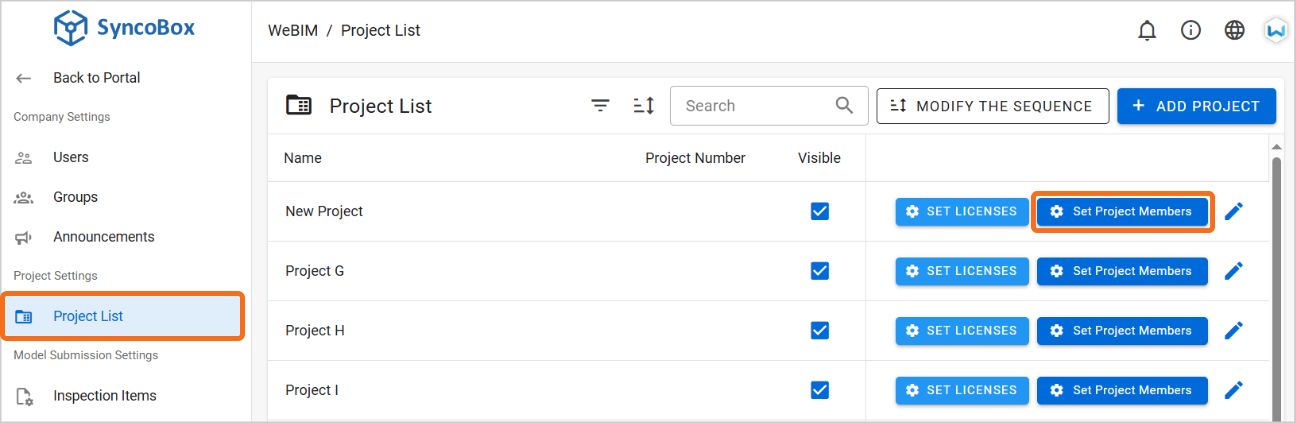 SyncoBox
WeBIM / Project List
Back to Portal
Company Settings
Users
Groups
Announcements
Project Settings
Project List
Model Submission Settings
Inspection Items
Project List
Search
MODIFY THE SEQUENCE
+ ADD PROJECT
Name Project Number Visible
New Project SET LICENSES Set Project Members
Project G SET LICENSES Set Project Members
Project H SET LICENSES Set Project Members
Project I SET LICENSES Set Project Members